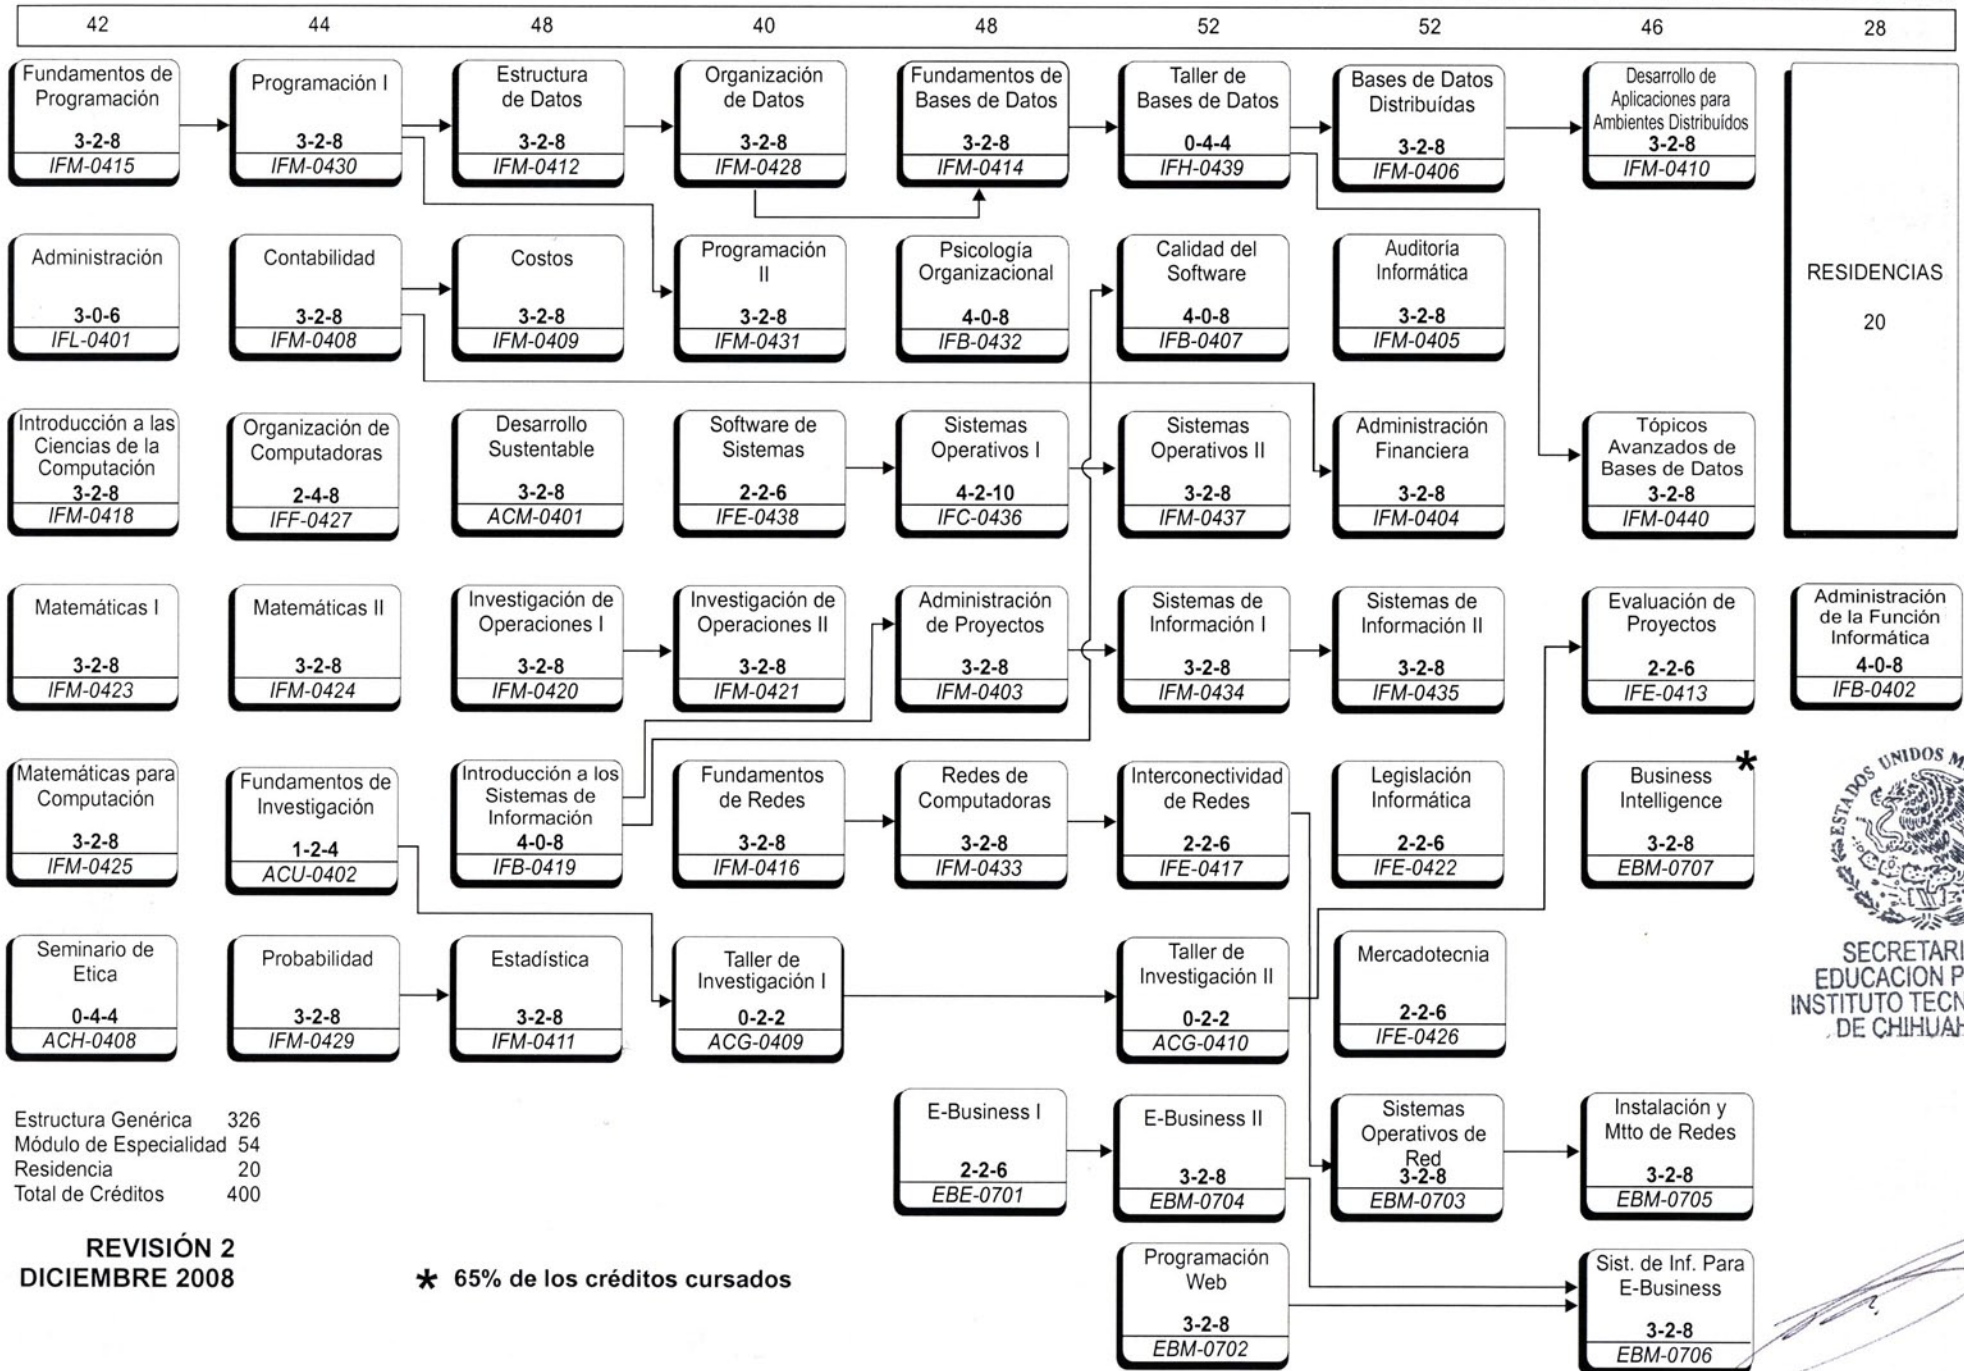 42 44 48 40 48 52 52 46 28
Fundamentos de
Programación
3-2-8
IFM-0415
Programación I
3-2-8
IFM-0430
Estructura
de Datos
3-2-8
IFM-0412
Organización
de Datos
3-2-8
IFM-0428
Fundamentos de
Bases de Datos
3-2-8
IFM-0414
Taller de
Bases de Datos
0-4-4
IFH-0439
Bases de Datos
Distribuídas
3-2-8
IFM-0406
Desarrollo de
Aplicaciones para
Ambientes Distribuídos
3-2-8
IFM-0410
RESIDENCIAS
20
Administración
3-0-6
IFL-0401
Contabilidad
3-2-8
IFM-0408
Costos
3-2-8
IFM-0409
Programación
II
3-2-8
IFM-0431
Psicología
Organizacional
4-0-8
IFB-0432
Calidad del
Software
4-0-8
IFB-0407
Auditoría
Informática
3-2-8
IFM-0405
Introducción a las
Ciencias de la
Computación
3-2-8
IFM-0418
Organización de
Computadoras
2-4-8
IFF-0427
Desarrollo
Sustentable
3-2-8
ACM-0401
Software de
Sistemas
2-2-6
IFE-0438
Sistemas
Operativos I
4-2-10
IFC-0436
Sistemas
Operativos II
3-2-8
IFM-0437
Administración
Financiera
3-2-8
IFM-0404
Tópicos
Avanzados de
Bases de Datos
3-2-8
IFM-0440
Matemáticas I
3-2-8
IFM-0423
Matemáticas II
3-2-8
IFM-0424
Investigación de
Operaciones I
3-2-8
IFM-0420
Investigación de
Operaciones II
3-2-8
IFM-0421
Administración
de Proyectos
3-2-8
IFM-0403
Sistemas de
Información I
3-2-8
IFM-0434
Sistemas de
Información II
3-2-8
IFM-0435
Evaluación de
Proyectos
2-2-6
IFE-0413
Administración
de la Función
Informática
4-0-8
IFB-0402
Matemáticas para
Computación
3-2-8
IFM-0425
Fundamentos de
Investigación
1-2-4
ACU-0402
Introducción a los
Sistemas de
Información
4-0-8
IFB-0419
Fundamentos
de Redes
3-2-8
IFM-0416
Redes de
Computadoras
3-2-8
IFM-0433
Interconectividad
de Redes
2-2-6
IFE-0417
Legislación
Informática
2-2-6
IFE-0422
*
Business
Intelligence
3-2-8
EBM-0707
ESTADOS UNIDOS M
SECRETARI
EDUCACION P
INSTITUTO TECN
DE CHIHUAH
Seminario de
Etica
0-4-4
ACH-0408
Probabilidad
3-2-8
IFM-0429
Estadística
3-2-8
IFM-0411
Taller de
Investigación I
0-2-2
ACG-0409
Taller de
Investigación II
0-2-2
ACG-0410
Mercadotecnia
2-2-6
IFE-0426
E-Business I
2-2-6
EBE-0701
E-Business II
3-2-8
EBM-0704
Sistemas
Operativos de
Red
3-2-8
EBM-0703
Instalación y
Mtto de Redes
3-2-8
EBM-0705
Programación
Web
3-2-8
EBM-0702
Sist. de Inf. Para
E-Business
3-2-8
EBM-0706
Estructura Genérica 326
Módulo de Especialidad 54
Residencia 20
Total de Créditos 400
REVISIÓN 2
DICIEMBRE 2008
* 65% de los créditos cursados